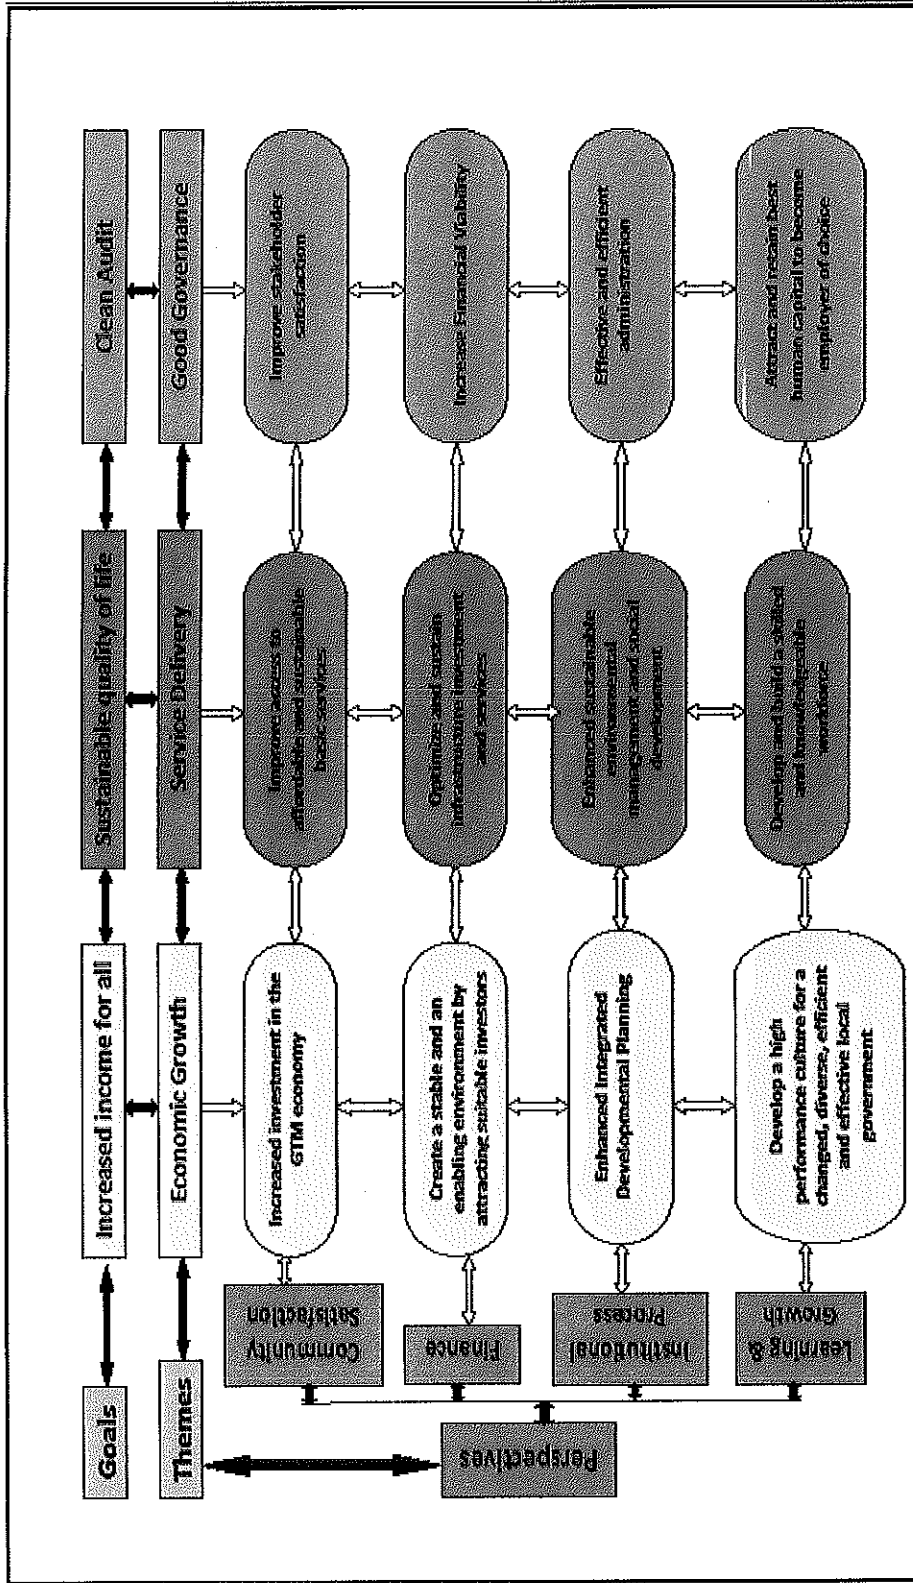 Goals
Increased income for all
Sustainable quality of life
Clean Audit
Themes
Economic Growth
Service Delivery
Good Governance
Perspectives
Community
Satisfaction
Increased investment in the
GTM economy
Improve access to
affordable and sustainable
basic services
Improve stakeholder
satisfaction
Finance
Create a stable and an
enabling environment by
attracting suitable investors
Optimize and sustain
infrastructure investment
and services
Increase Financial Viability
Institutional
Process
Enhanced Integrated
Developmental Planning
Enhanced sustainable
environmental
management and social
development
Effective and efficient
administration
Learning &
Growth
Develop a high
performance culture for a
changed, diverse, efficient
and effective local
government
Develop and build a skilled
and knowledgeable
workforce
Attract and retain best
human capital to become
employer of choice